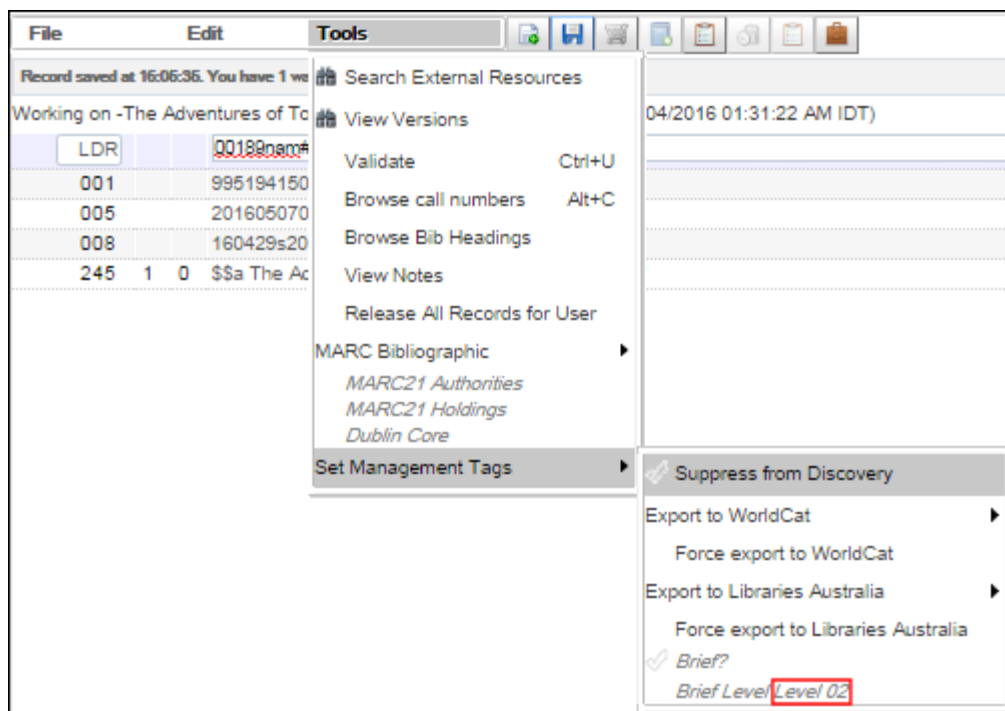 File Edit Tools
Record saved at 16:05:35. You have 1 wa
Working on -The Adventures of To
04/2016 01:31:22 AM IDT)
LDR 00189nam#
001 995194150
005 201605070
008 160429s20
245 1 0 $$a The Ad
Search External Resources
View Versions
Validate Ctrl+U
Browse call numbers Alt+C
Browse Bib Headings
View Notes
Release All Records for User
MARC Bibliographic
MARC21 Authorities
MARC21 Holdings
Dublin Core
Set Management Tags
Suppress from Discovery
Export to WorldCat
Force export to WorldCat
Export to Libraries Australia
Force export to Libraries Australia
Brief?
Brief Level Level 02